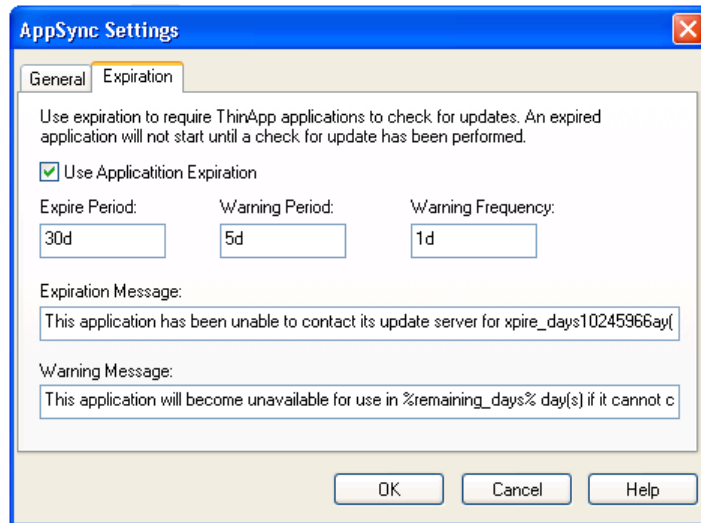 AppSync Settings
General Expiration
Use expiration to require ThinApp applications to check for updates. An expired
application will not start until a check for update has been performed.
Use Applicatition Expiration
Expire Period: Warning Period: Warning Frequency:
30d 5d 1d
Expiration Message:
This application has been unable to contact its update server for xpire_days10245966ay(
Warning Message:
This application will become unavailable for use in %remaining_days% day(s) if it cannot c
OK Cancel Help